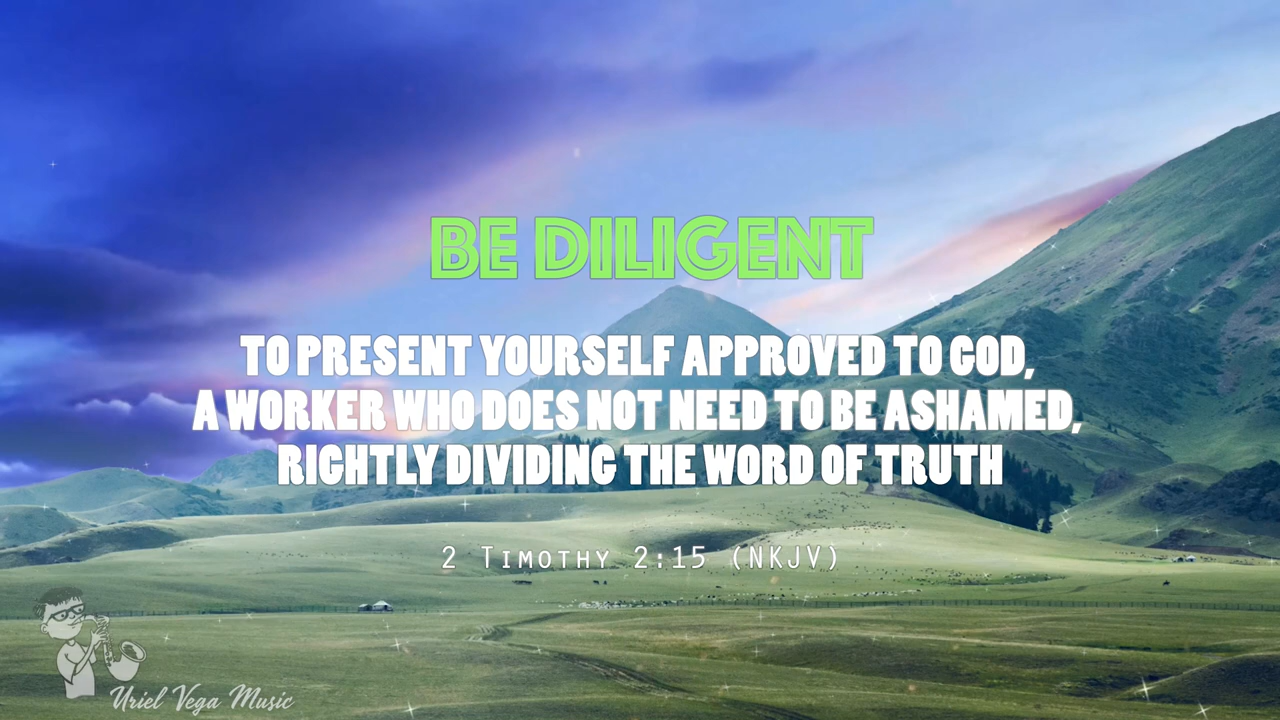 BE DILIGENT
TO PRESENT YOURSELF APPROVED TO GOD,
A WORKER WHO DOES NOT NEED TO BE ASHAMED,
RIGHTLY DIVIDING THE WORD OF TRUTH
2 Timothy 2:15 (NKJV)
Uriel Vega Music